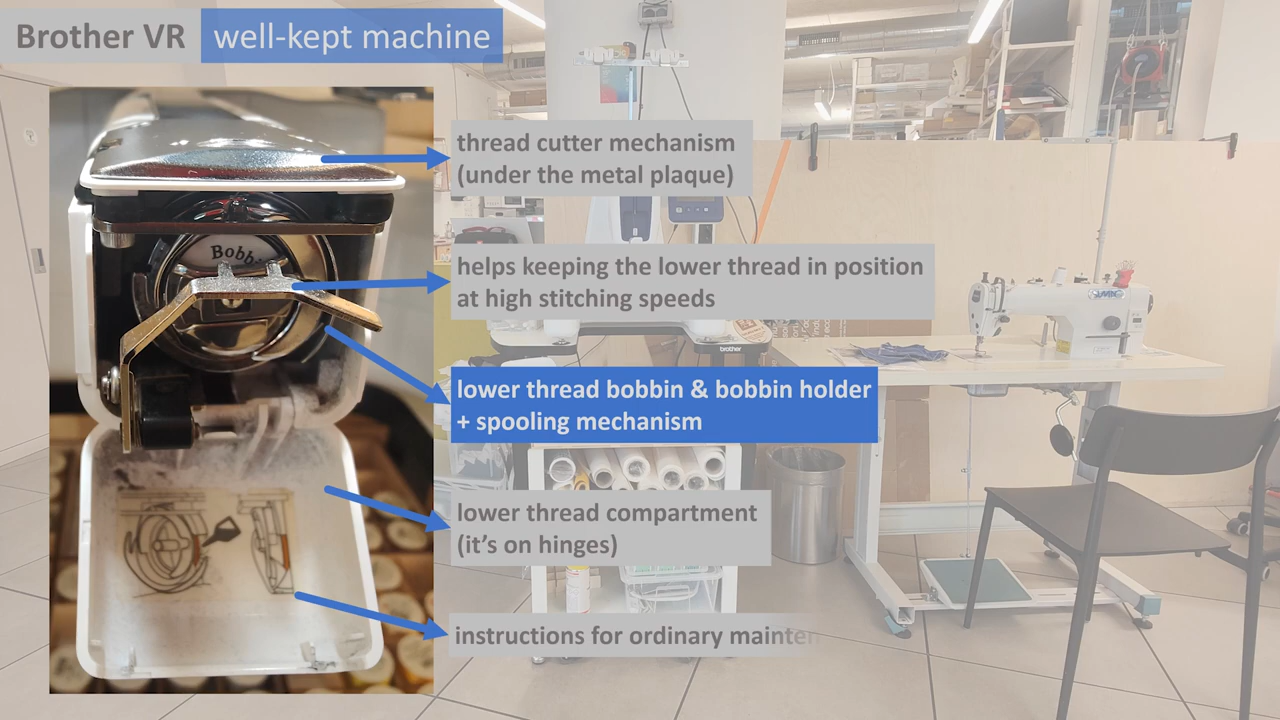 Brother VR well-kept machine
thread cutter mechanism
(under the metal plaque)
Bobbi
helps keeping the lower thread in position
at high stitching speeds
brother
lower thread bobbin & bobbin holder
+ spooling mechanism
lower thread compartment
(it's on hinges)
instructions for ordinary mainten